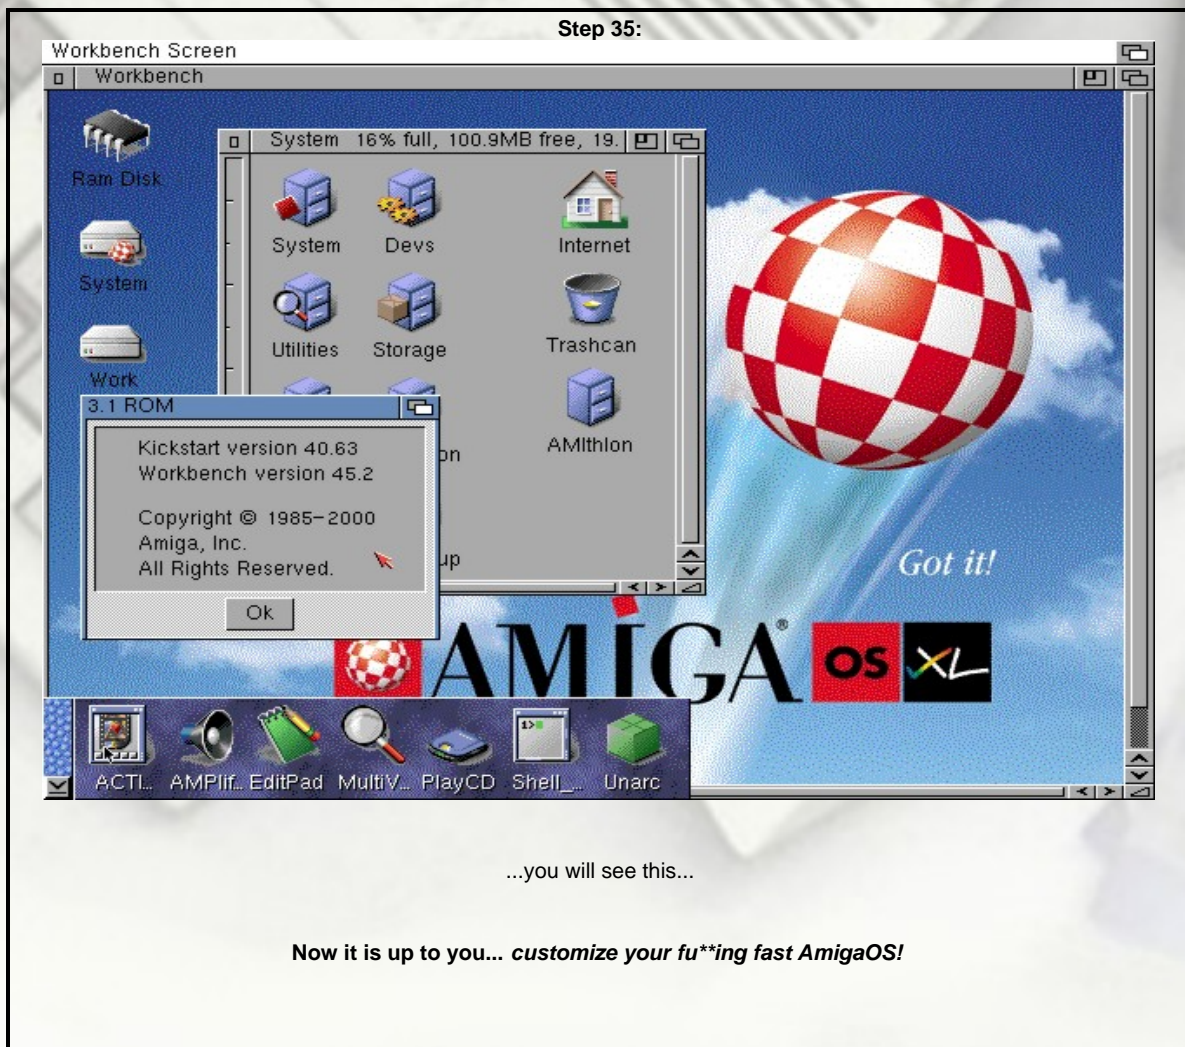 Step 35:
Workbench Screen
Workbench
Ram Disk
System
Work
System 16% full, 100.9MB free, 19.
System Devs Internet
Utilities Storage Trashcan
AMIthlon
on
up
3.1 ROM
Kickstart version 40.63
Workbench version 45.2
Copyright © 1985-2000
Amiga, Inc.
All Rights Reserved.
Ok
Got it!
AMIGA® OS XL
1>
ACTI... AMPlif... EditPad MultiV... PlayCD Shell_... Unarc
...you will see this...
Now it is up to you... customize your fu**ing fast AmigaOS!